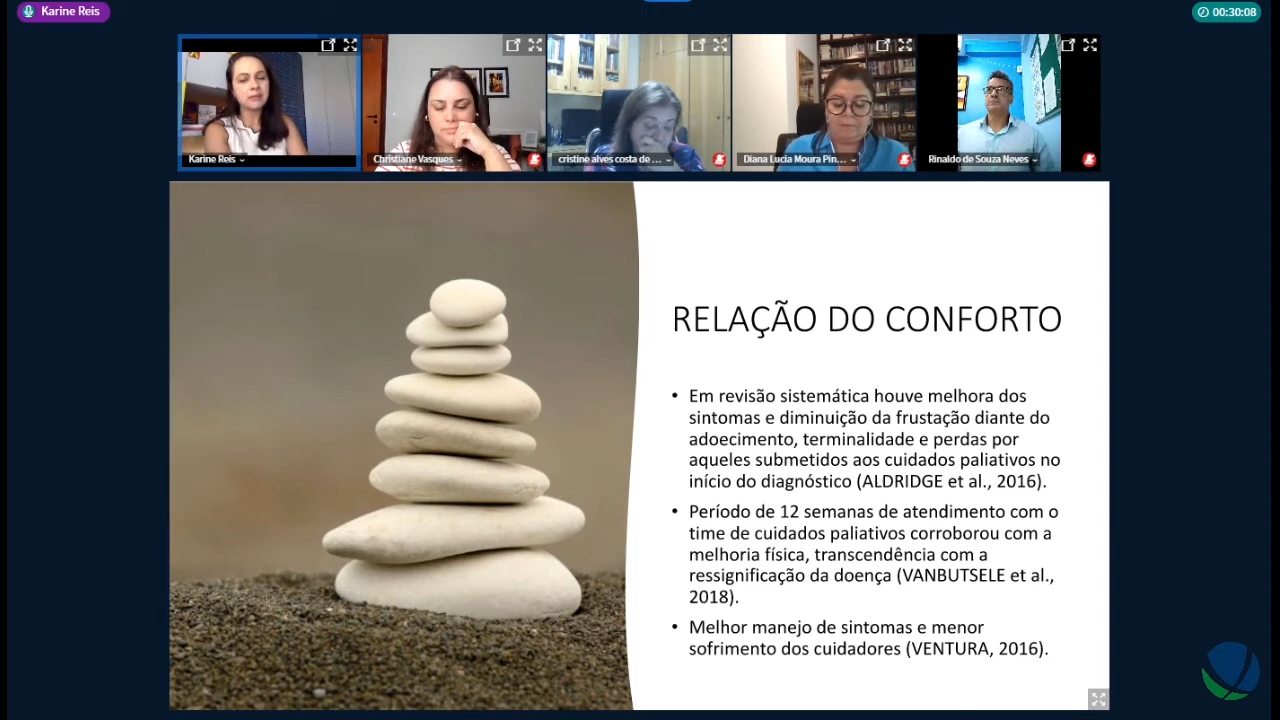 Karine Reis
00:30:08
Karine Reis
Christiane Vasques
cristine alves costa de ...
Diana Lucia Moura Pin...
Rinaldo de Souza Neves
RELAÇÃO DO CONFORTO
• Em revisão sistemática houve melhora dos
sintomas e diminuição da frustação diante do
adoecimento, terminalidade e perdas por
aqueles submetidos aos cuidados paliativos no
início do diagnóstico (ALDRIDGE et al., 2016).
• Período de 12 semanas de atendimento com o
time de cuidados paliativos corroborou com a
melhoria física, transcendência com a
ressignificação da doença (VANBUTSELE et al.,
2018).
• Melhor manejo de sintomas e menor
sofrimento dos cuidadores (VENTURA, 2016).